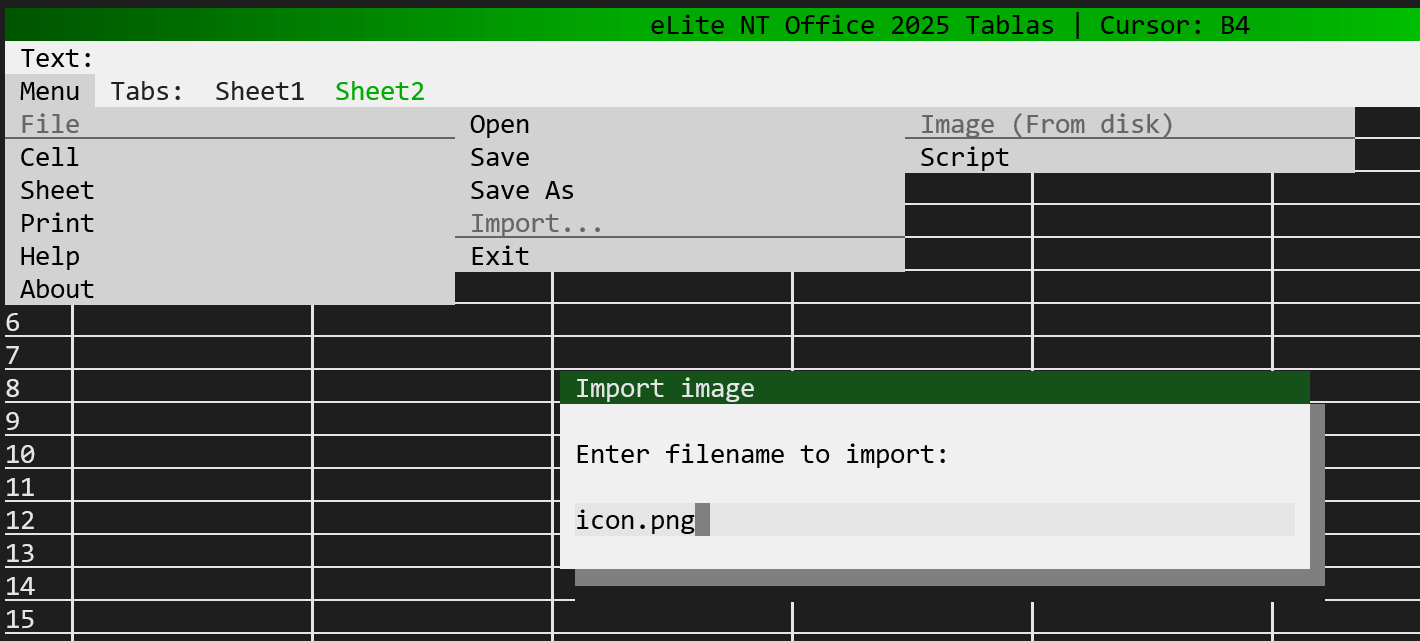 eLite NT Office 2025 Tablas | Cursor: B4
Text:
Menu Tabs: Sheet1 Sheet2
File Open Image (From disk)
Cell Save Script
Sheet Save As
Print Import...
Help Exit
About
6
7
8 Import image
9
10 Enter filename to import:
11
12 icon.png
13
14
15